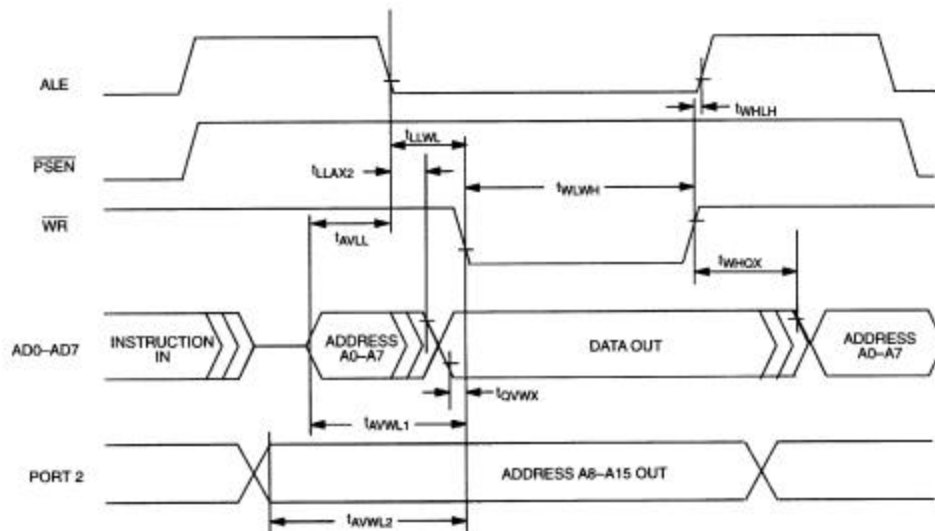 ALE
tWHLH
tLLWL
PSEN
tLLAX2
tWLWH
WR
tAVLL
tWHQX
AD0–AD7
INSTRUCTION
IN
ADDRESS
A0–A7
DATA OUT
ADDRESS
A0–A7
tQVWX
tAVWL1
PORT 2
ADDRESS A8–A15 OUT
tAVWL2